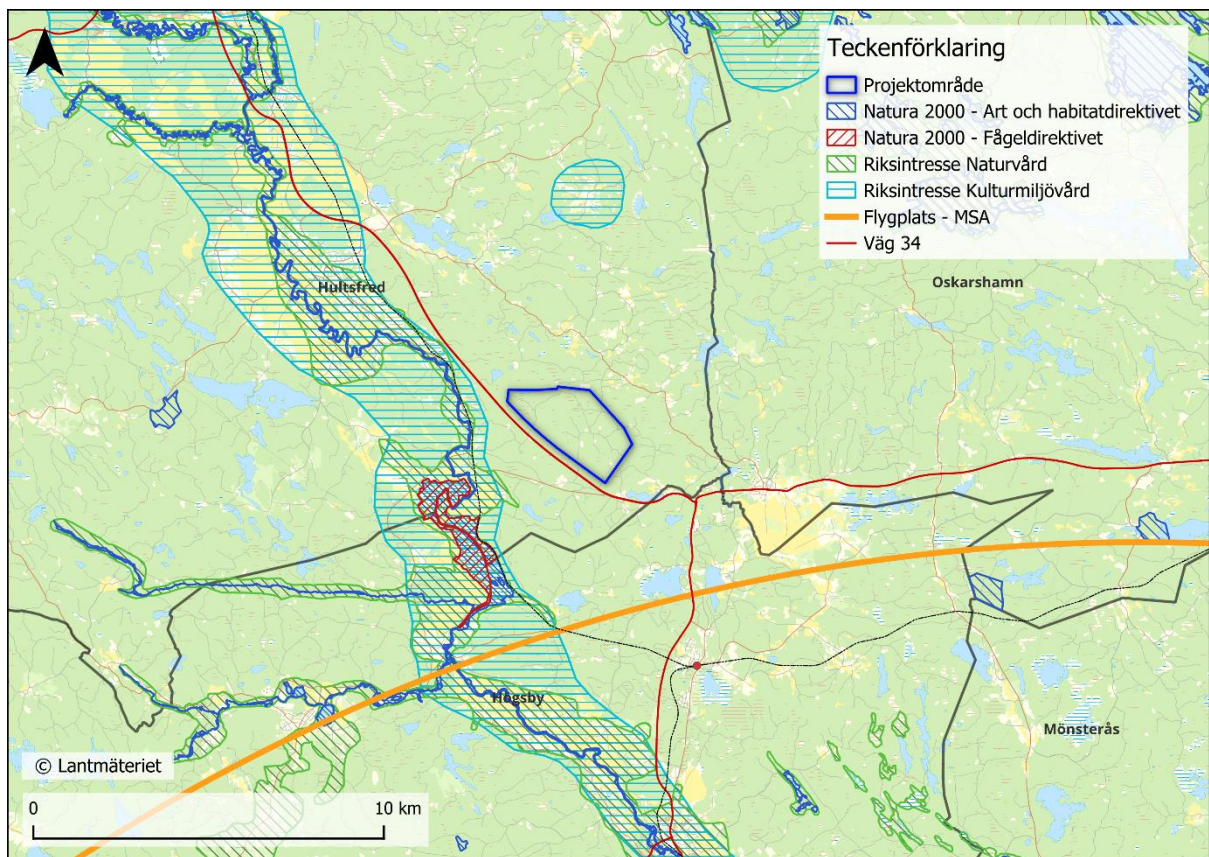 Teckenförklaring
Projektområde
Natura 2000 - Art och habitatdirektivet
Natura 2000 - Fågeldirektivet
Riksintresse Naturvård
Riksintresse Kulturmiljövård
Flygplats - MSA
Väg 34
Hultsfred
Oskarshamn
Högsby
Mönsterås
© Lantmäteriet
0
10 km